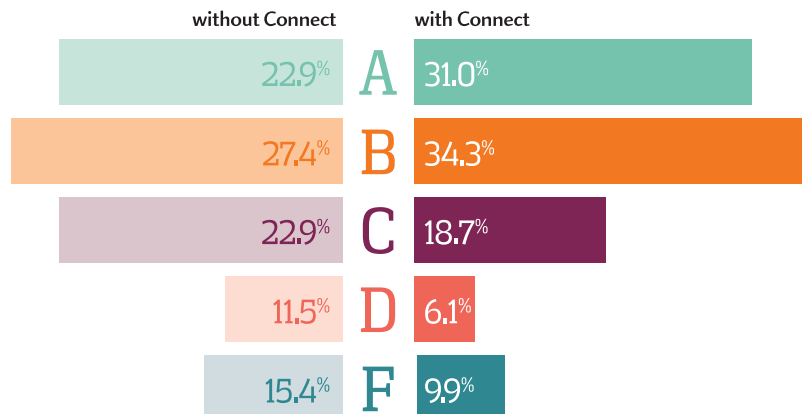 without Connect with Connect
22.9% A 31.0%
27.4% B 34.3%
22.9% C 18.7%
11.5% D 6.1%
15.4% F 9.9%